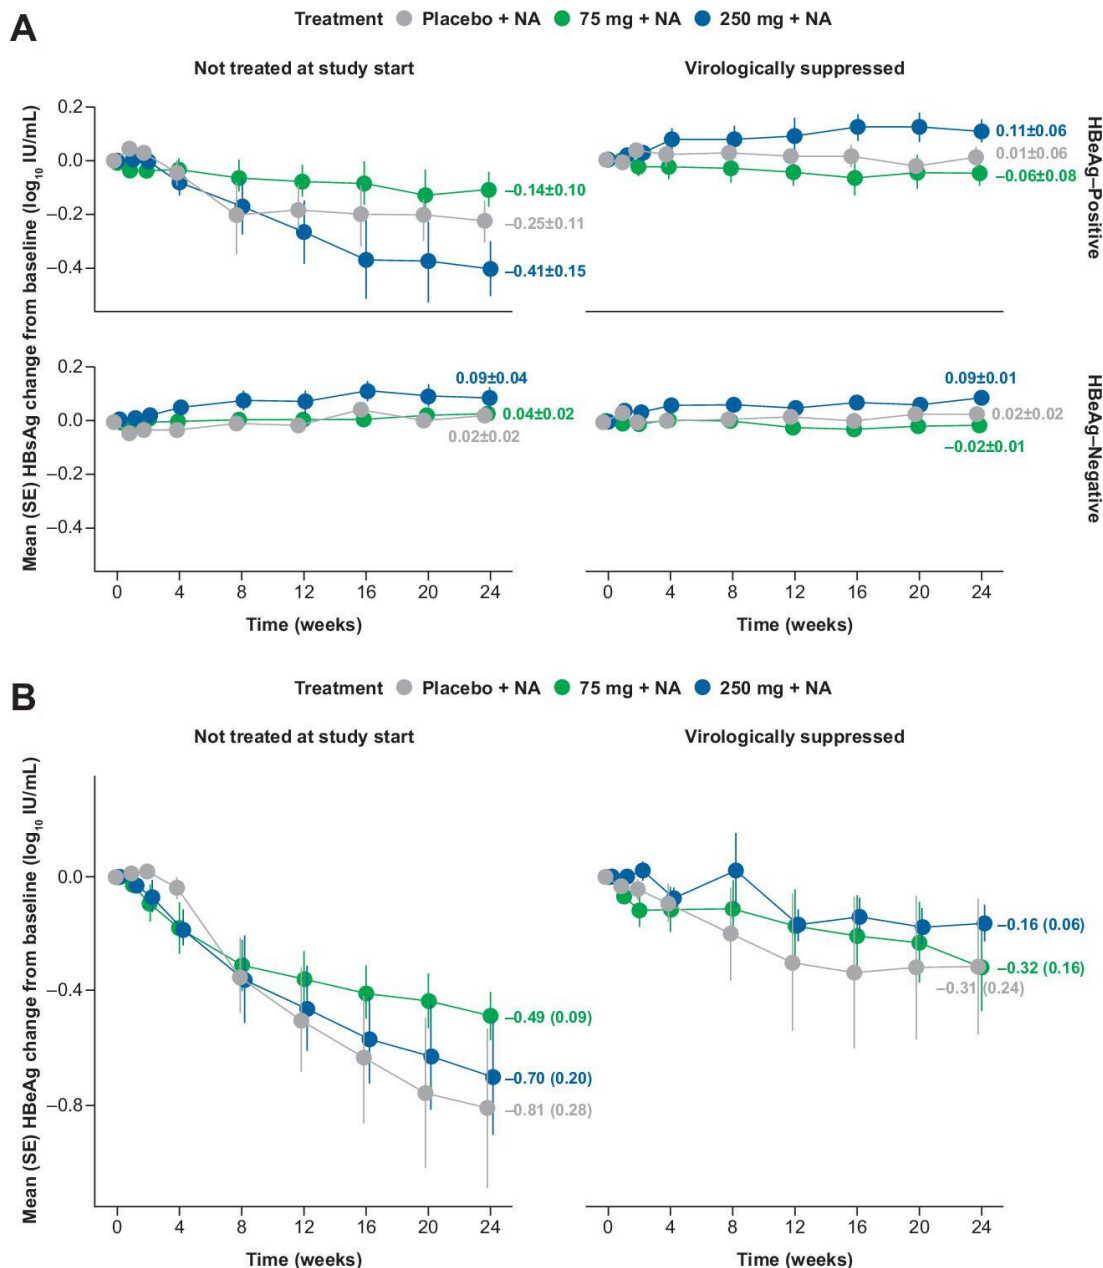 A
Treatment Placebo + NA 75 mg + NA 250 mg + NA
Not treated at study start
Virologically suppressed
Mean (SE) HBsAg change from baseline (log10 IU/mL)
0.2
0.0
–0.2
–0.4
–0.14±0.10
–0.25±0.11
–0.41±0.15
0.11±0.06
0.01±0.06
–0.06±0.08
HBeAg–Positive
0.2
0.0
–0.2
–0.4
0.09±0.04
0.04±0.02
0.02±0.02
0.09±0.01
0.02±0.02
–0.02±0.01
HBeAg–Negative
0 4 8 12 16 20 24
0 4 8 12 16 20 24
Time (weeks)
Time (weeks)
B
Treatment Placebo + NA 75 mg + NA 250 mg + NA
Not treated at study start
Virologically suppressed
Mean (SE) HBeAg change from baseline (log10 IU/mL)
0.0
–0.4
–0.8
–0.49 (0.09)
–0.70 (0.20)
–0.81 (0.28)
–0.16 (0.06)
–0.32 (0.16)
–0.31 (0.24)
0 4 8 12 16 20 24
0 4 8 12 16 20 24
Time (weeks)
Time (weeks)